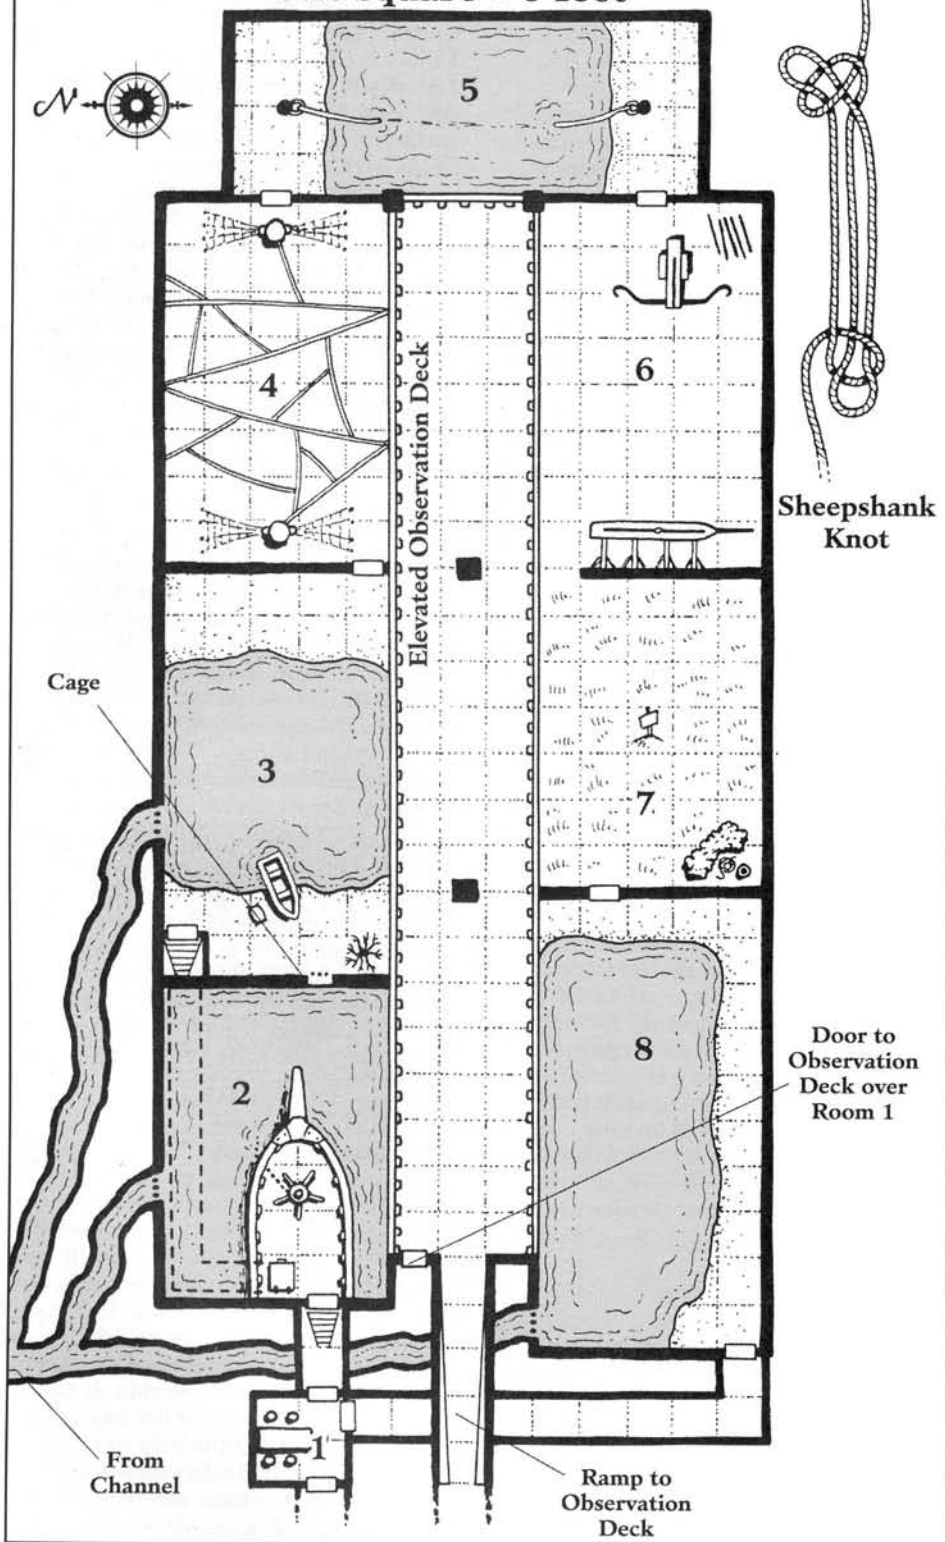 N
5
4
6
Elevated Observation Deck
Sheepshank
Knot
Cage
3
7
2
8
Door to
Observation
Deck over
Room 1
1
From
Channel
Ramp to
Observation
Deck